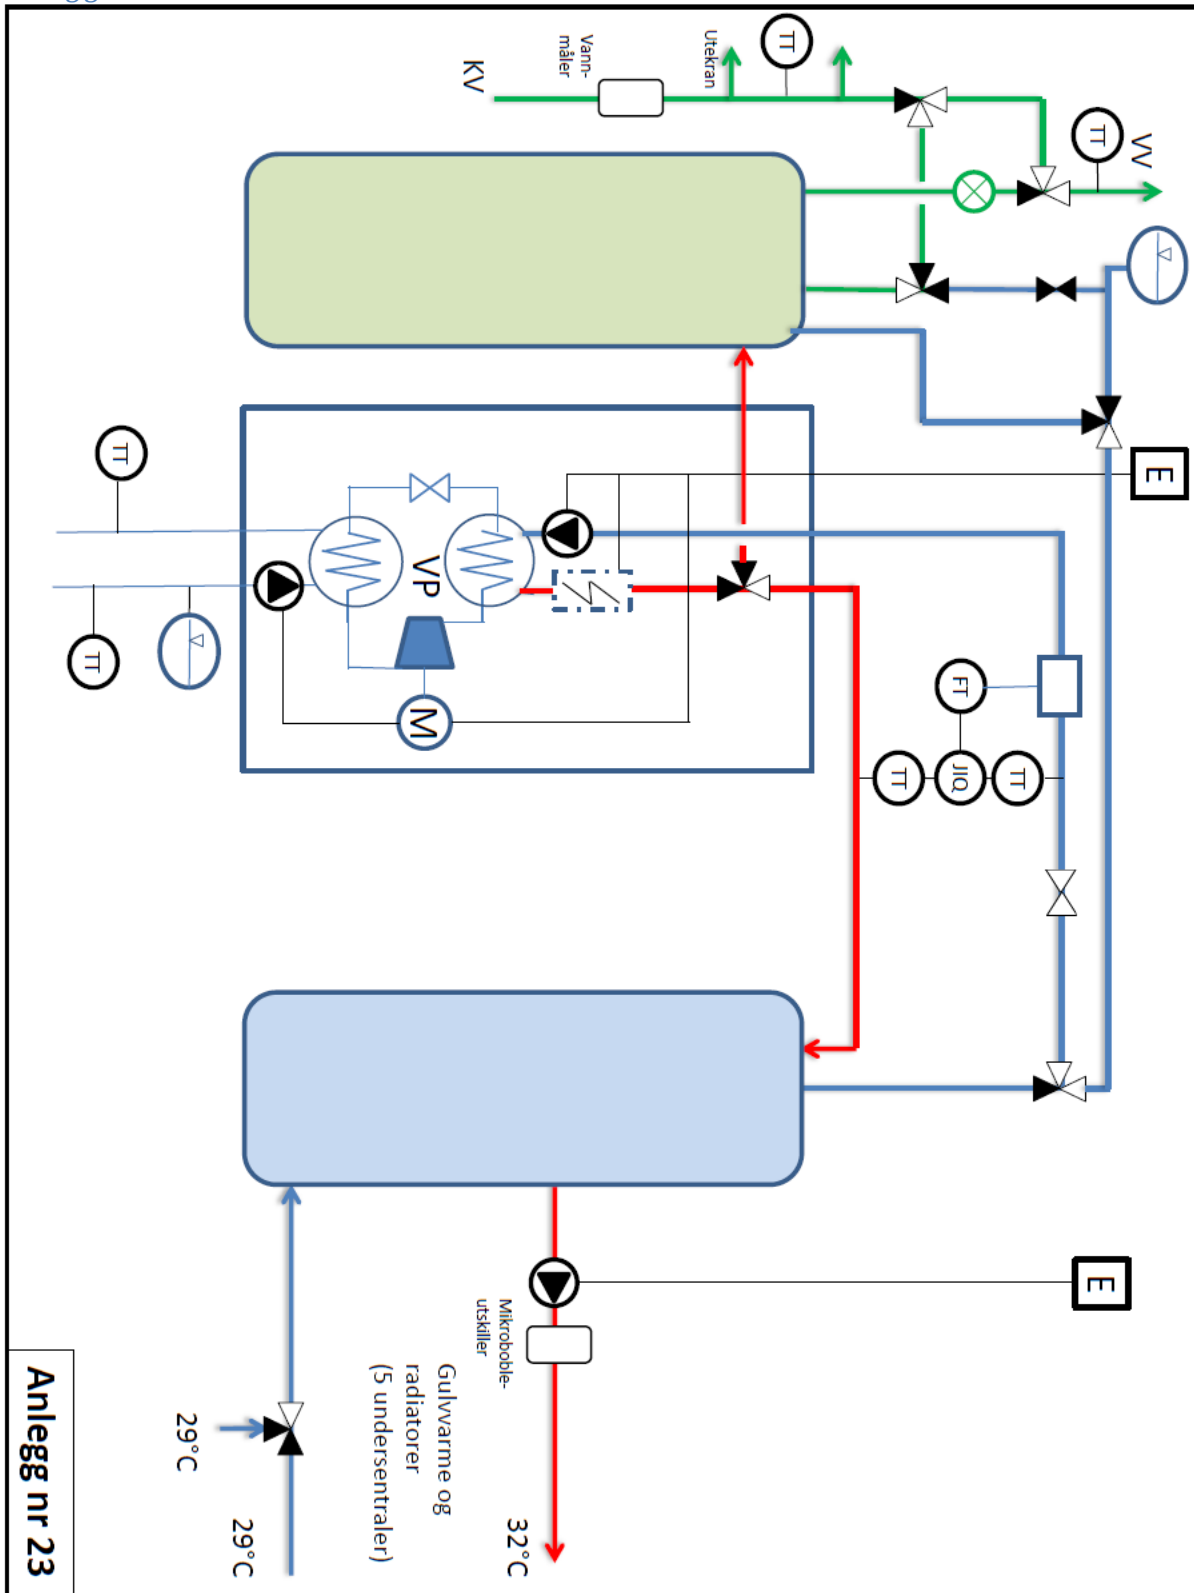 KV
Vann-
måler
Utekran
TT
TT
VV
E
TT
TT
VP
M
FT
TT
JIQ
TT
E
Mikroboble-
utskiller
Gulvvarme og
radiatorer
(5 undersentraler)
32°C
29°C
29°C
Anlegg nr 23